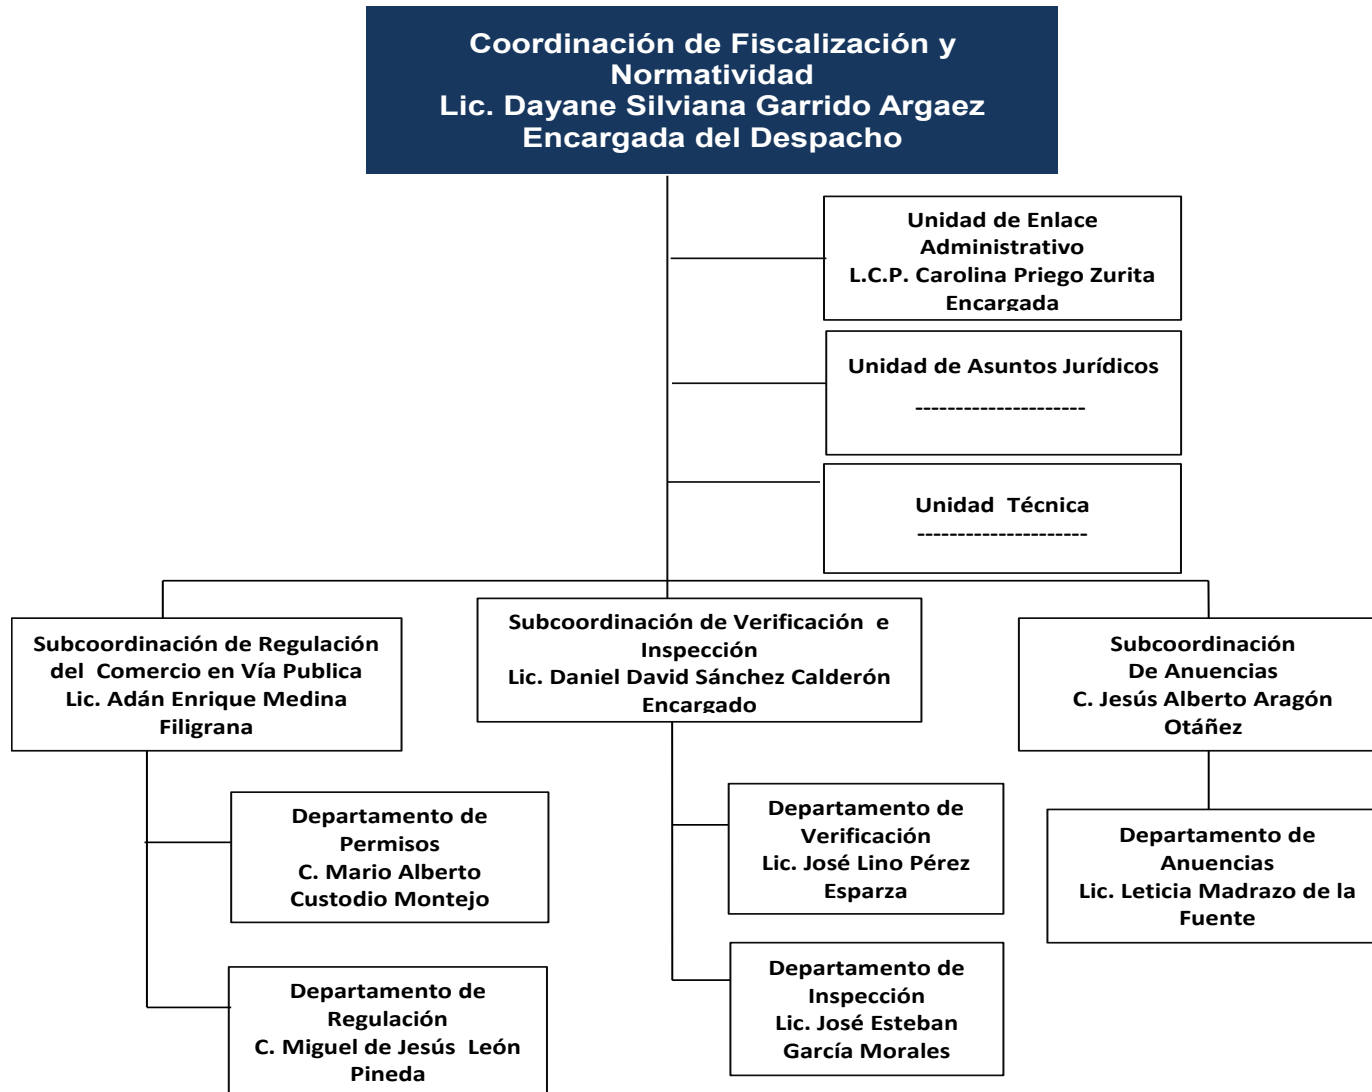 Coordinación de Fiscalización y
Normatividad
Lic. Dayane Silviana Garrido Argaez
Encargada del Despacho
Unidad de Enlace
Administrativo
L.C.P. Carolina Priego Zurita
Encargada
Unidad de Asuntos Jurídicos
---------------------
Unidad  Técnica
---------------------
Subcoordinación de Regulación
del  Comercio en Vía Publica
Lic. Adán Enrique Medina
Filigrana
Subcoordinación de Verificación  e
Inspección
Lic. Daniel David Sánchez Calderón
Encargado
Subcoordinación
De Anuencias
C. Jesús Alberto Aragón
Otáñez
Departamento de
Permisos
C. Mario Alberto
Custodio Montejo
Departamento de
Verificación
Lic. José Lino Pérez
Esparza
Departamento de
Anuencias
Lic. Leticia Madrazo de la
Fuente
Departamento de
Regulación
C. Miguel de Jesús  León
Pineda
Departamento de
Inspección
Lic. José Esteban
García Morales